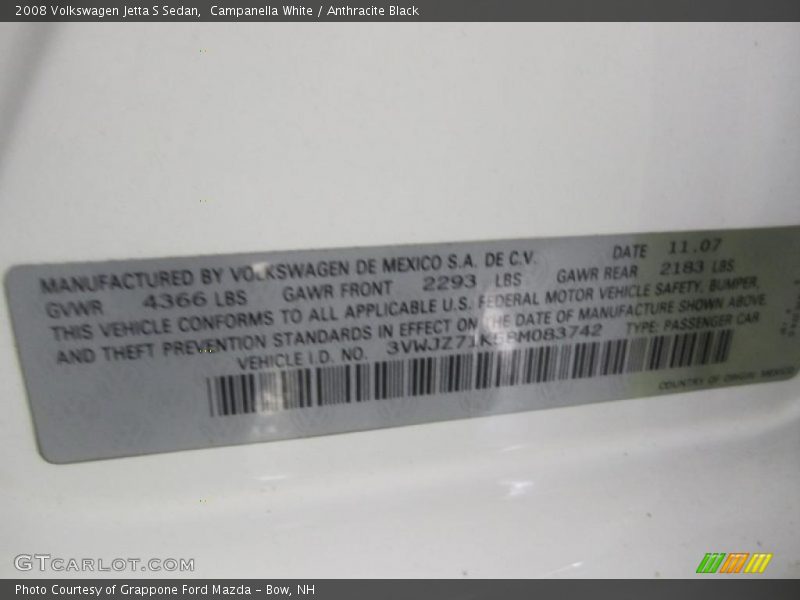 2008 Volkswagen Jetta S Sedan,  Campanella White / Anthracite Black
MANUFACTURED BY VOLKSWAGEN DE MEXICO S.A. DE C.V. DATE 11.07
GVWR 4366 LBS GAWR FRONT 2293 LBS GAWR REAR 2183 LBS
THIS VEHICLE CONFORMS TO ALL APPLICABLE U.S. FEDERAL MOTOR VEHICLE SAFETY, BUMPER,
AND THEFT PREVENTION STANDARDS IN EFFECT ON THE DATE OF MANUFACTURE SHOWN ABOVE
VEHICLE I.D. NO. 3VWJZ71K58M083742 TYPE: PASSENGER CAR
COUNTRY OF ORIGIN: MEXICO
GTCARLOT.COM
Photo Courtesy of Grappone Ford Mazda - Bow, NH